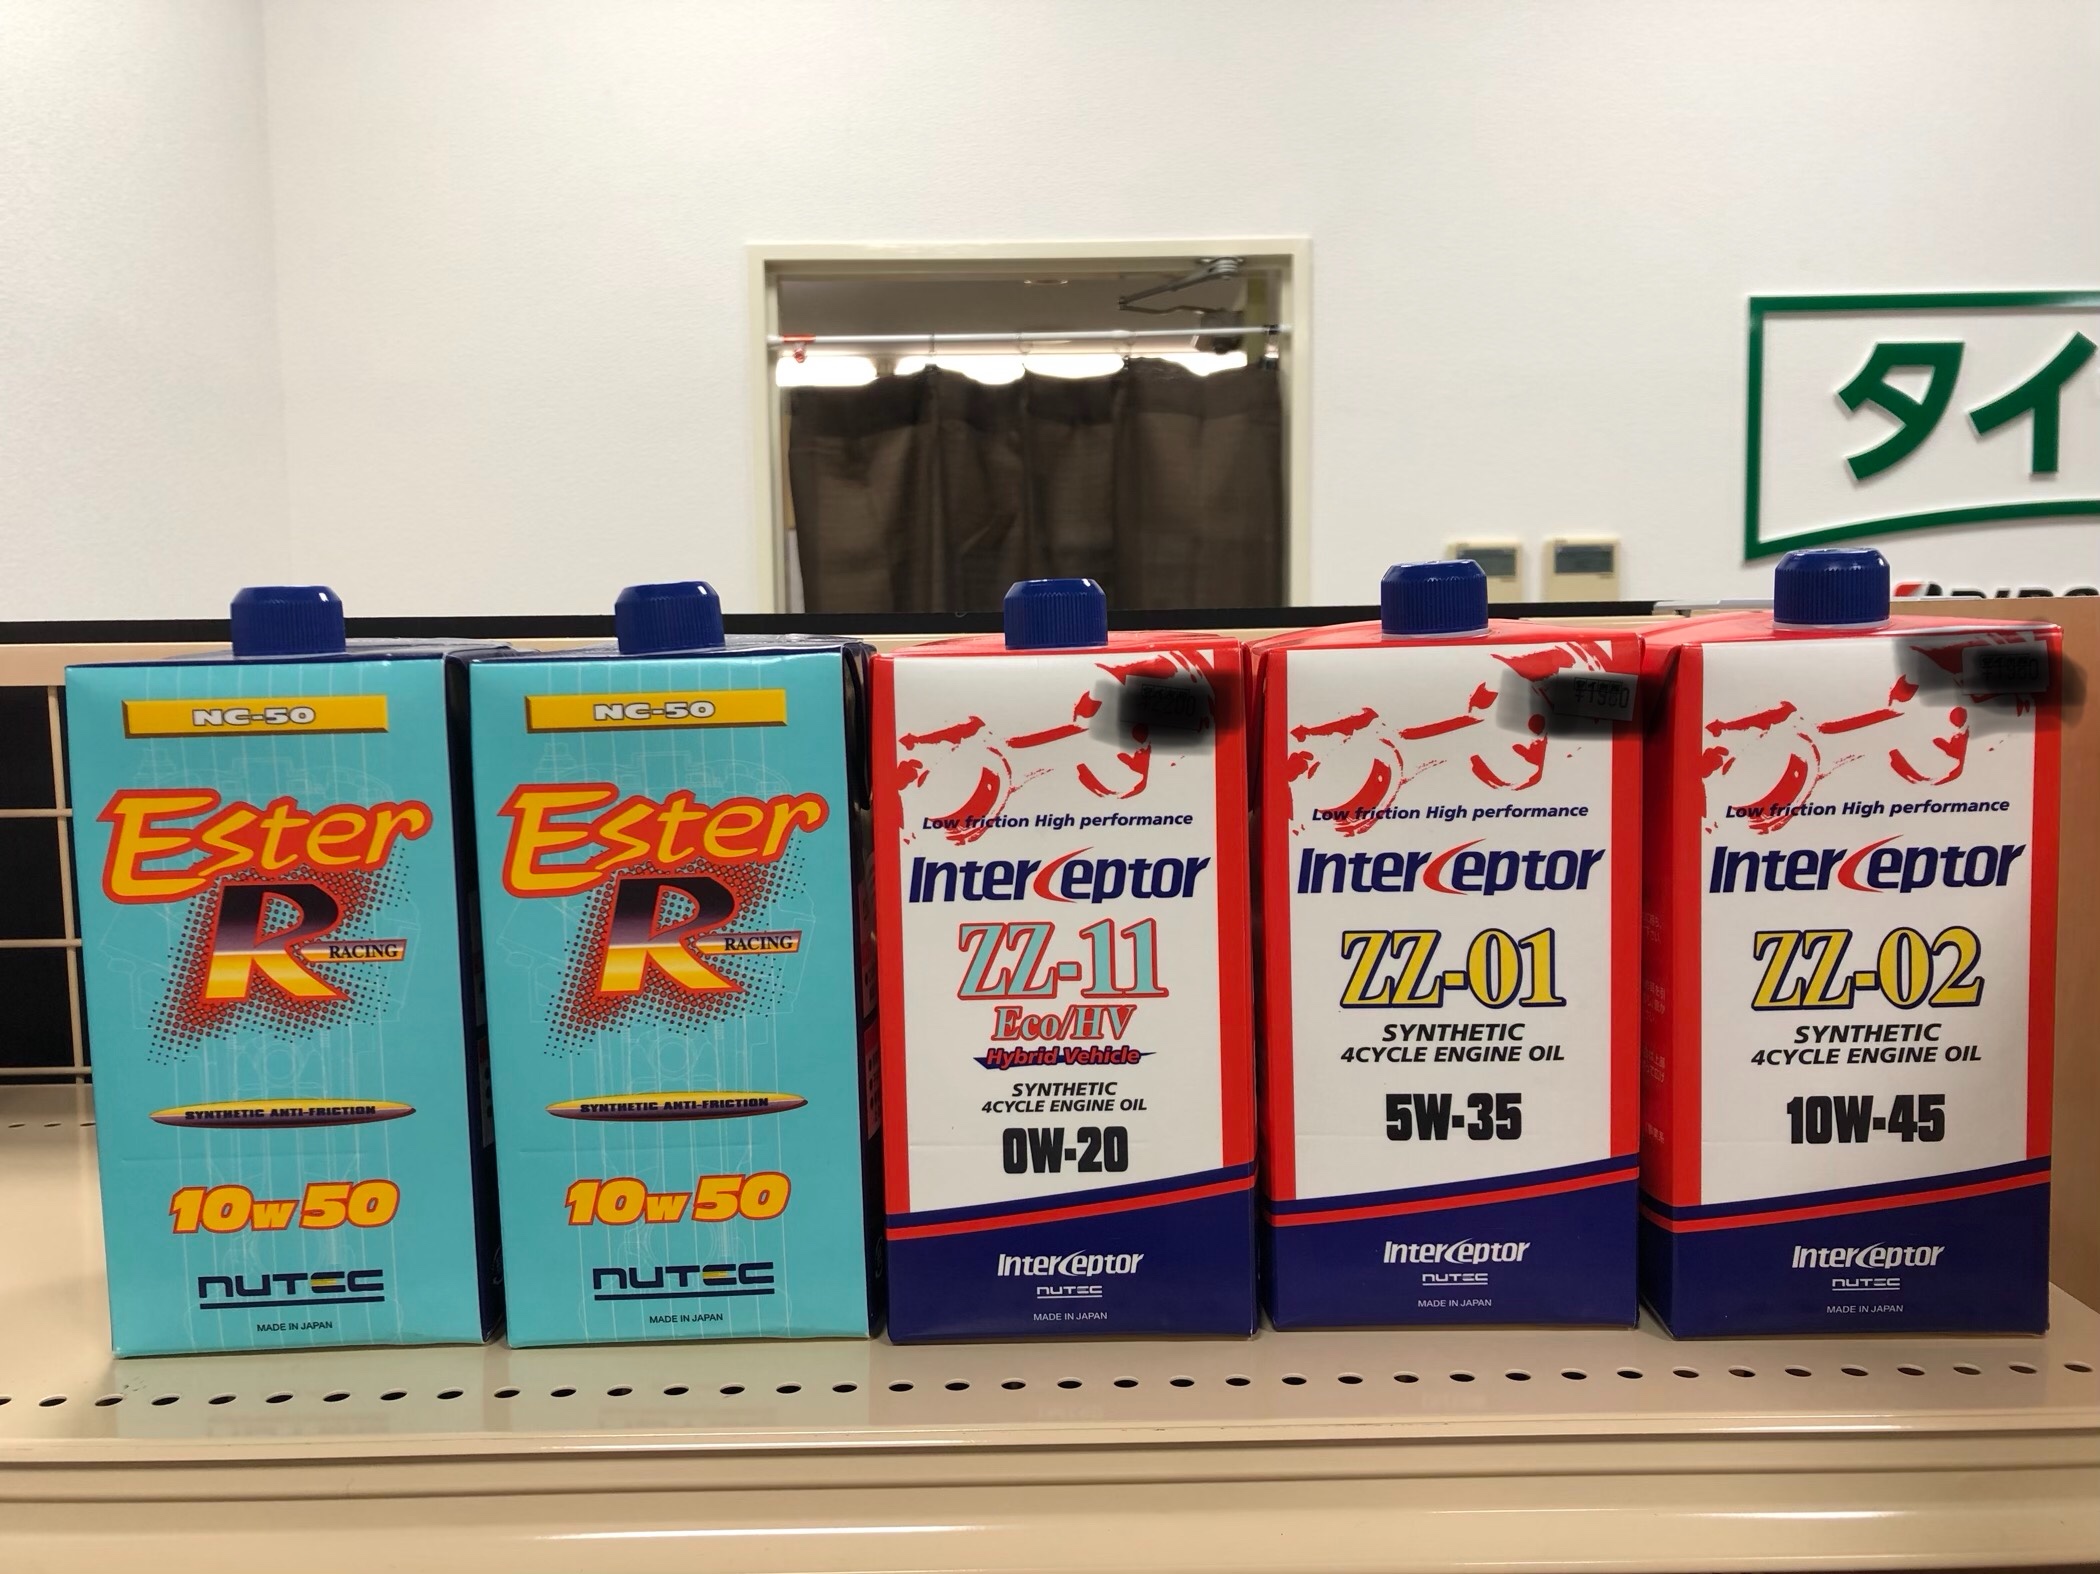 NC-50
Ester
R
RACING
SYNTHETIC ANTI-FRICTION
10w50
NUTEC
MADE IN JAPAN
NC-50
Ester
R
RACING
SYNTHETIC ANTI-FRICTION
10w50
NUTEC
MADE IN JAPAN
Low friction High performance
Interceptor
ZZ-11
Eco/HV
Hybrid Vehicle
SYNTHETIC
4CYCLE ENGINE OIL
0W-20
Interceptor
NUTEC
MADE IN JAPAN
Low friction High performance
Interceptor
ZZ-01
SYNTHETIC
4CYCLE ENGINE OIL
5W-35
Interceptor
NUTEC
MADE IN JAPAN
Low friction High performance
Interceptor
ZZ-02
SYNTHETIC
4CYCLE ENGINE OIL
10W-45
Interceptor
NUTEC
MADE IN JAPAN
タイ